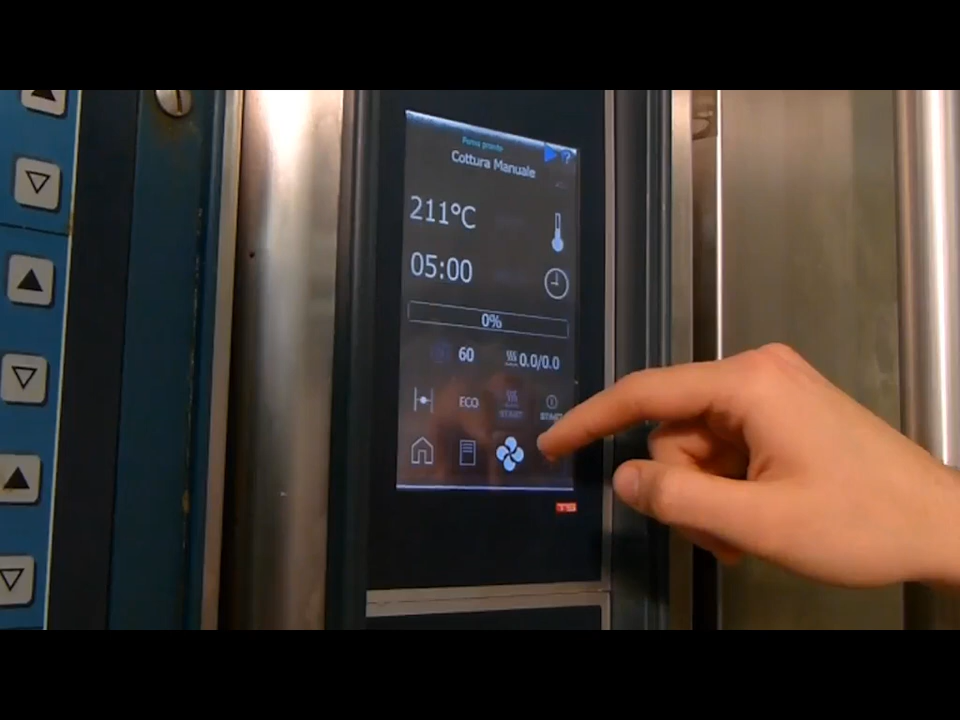 Forno pronto
?
Cottura Manuale
211°C
05:00
0%
60 0.0/0.0
ECO START START